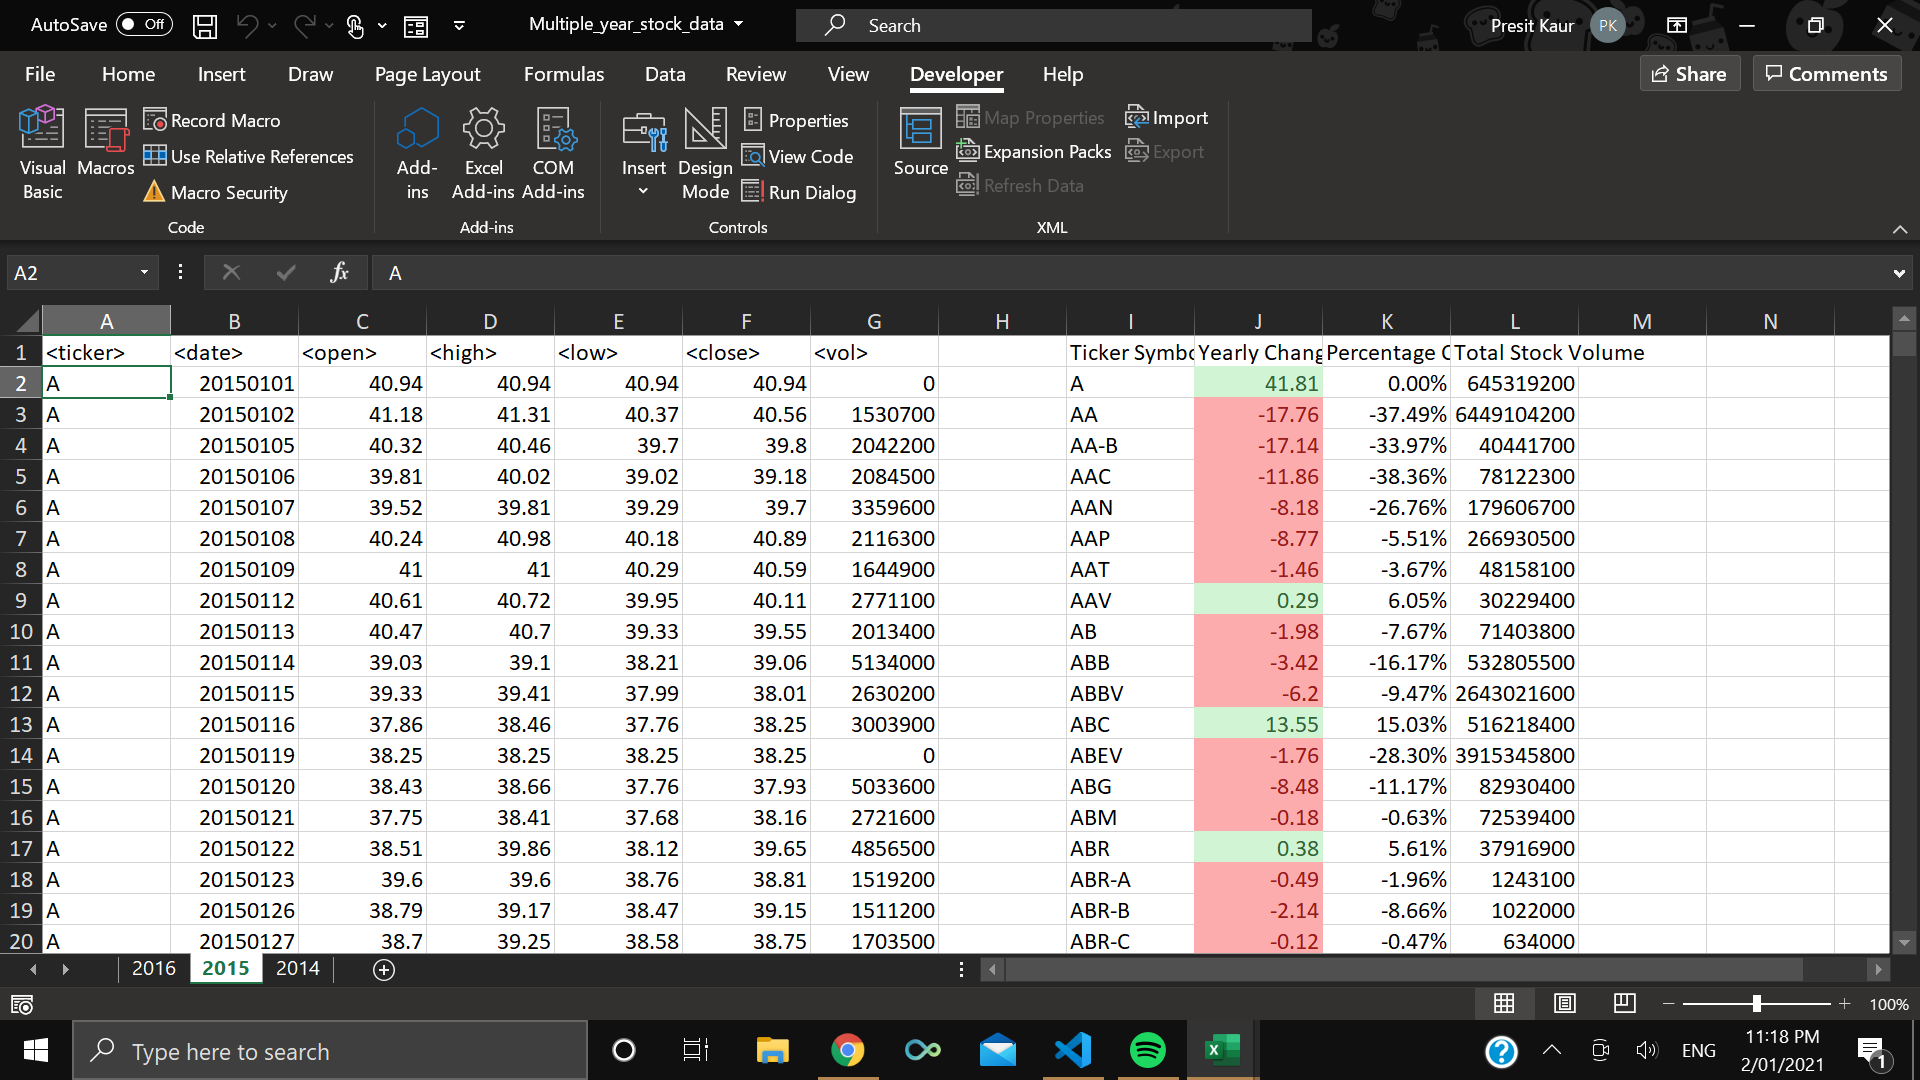 AutoSave Off Multiple_year_stock_data Search Presit Kaur PK
File Home Insert Draw Page Layout Formulas Data Review View Developer Help Share Comments
Visual Basic
Macros
Record Macro
Use Relative References
Macro Security
Code
Add-ins
Excel Add-ins
COM Add-ins
Add-ins
Insert
Design Mode
Properties
View Code
Run Dialog
Controls
Source
Map Properties
Expansion Packs
Refresh Data
Import
Export
XML
A2 fx A
A B C D E F G H I J K L M N
1 <ticker> <date> <open> <high> <low> <close> <vol> Ticker Symbo Yearly Chang Percentage C Total Stock Volume
2 A 20150101 40.94 40.94 40.94 40.94 0 A 41.81 0.00% 645319200
3 A 20150102 41.18 41.31 40.37 40.56 1530700 AA -17.76 -37.49% 6449104200
4 A 20150105 40.32 40.46 39.7 39.8 2042200 AA-B -17.14 -33.97% 40441700
5 A 20150106 39.81 40.02 39.02 39.18 2084500 AAC -11.86 -38.36% 78122300
6 A 20150107 39.52 39.81 39.29 39.7 3359600 AAN -8.18 -26.76% 179606700
7 A 20150108 40.24 40.98 40.18 40.89 2116300 AAP -8.77 -5.51% 266930500
8 A 20150109 41 41 40.29 40.59 1644900 AAT -1.46 -3.67% 48158100
9 A 20150112 40.61 40.72 39.95 40.11 2771100 AAV 0.29 6.05% 30229400
10 A 20150113 40.47 40.7 39.33 39.55 2013400 AB -1.98 -7.67% 71403800
11 A 20150114 39.03 39.1 38.21 39.06 5134000 ABB -3.42 -16.17% 532805500
12 A 20150115 39.33 39.41 37.99 38.01 2630200 ABBV -6.2 -9.47% 2643021600
13 A 20150116 37.86 38.46 37.76 38.25 3003900 ABC 13.55 15.03% 516218400
14 A 20150119 38.25 38.25 38.25 38.25 0 ABEV -1.76 -28.30% 3915345800
15 A 20150120 38.43 38.66 37.76 37.93 5033600 ABG -8.48 -11.17% 82930400
16 A 20150121 37.75 38.41 37.68 38.16 2721600 ABM -0.18 -0.63% 72539400
17 A 20150122 38.51 39.86 38.12 39.65 4856500 ABR 0.38 5.61% 37916900
18 A 20150123 39.6 39.6 38.76 38.81 1519200 ABR-A -0.49 -1.96% 1243100
19 A 20150126 38.79 39.17 38.47 39.15 1511200 ABR-B -2.14 -8.66% 1022000
20 A 20150127 38.7 39.25 38.58 38.75 1703500 ABR-C -0.12 -0.47% 634000
2016 2015 2014
100%
Type here to search ENG 11:18 PM
2/01/2021 1